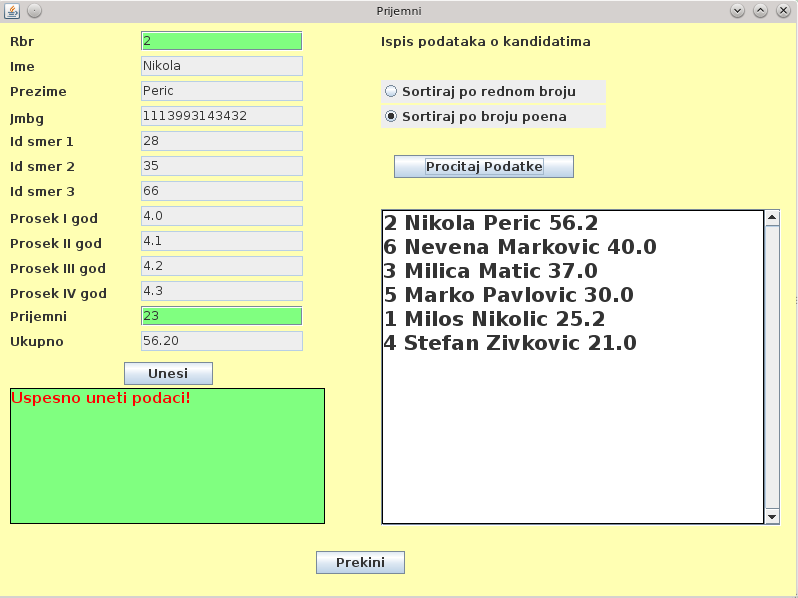 Prijemni
Rbr 2
Ime Nikola
Prezime Peric
Jmbg 1113993143432
Id smer 1 28
Id smer 2 35
Id smer 3 66
Prosek I god 4.0
Prosek II god 4.1
Prosek III god 4.2
Prosek IV god 4.3
Prijemni 23
Ukupno 56.20
Unesi
Uspesno uneti podaci!
Ispis podataka o kandidatima
Sortiraj po rednom broju
Sortiraj po broju poena
Procitaj Podatke
2 Nikola Peric 56.2
6 Nevena Markovic 40.0
3 Milica Matic 37.0
5 Marko Pavlovic 30.0
1 Milos Nikolic 25.2
4 Stefan Zivkovic 21.0
Prekini